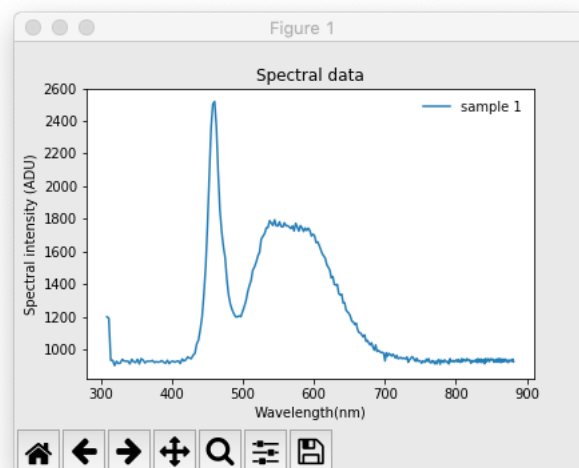 Figure 1
Spectral data
sample 1
Spectral intensity (ADU)
2600
2400
2200
2000
1800
1600
1400
1200
1000
300 400 500 600 700 800 900
Wavelength(nm)